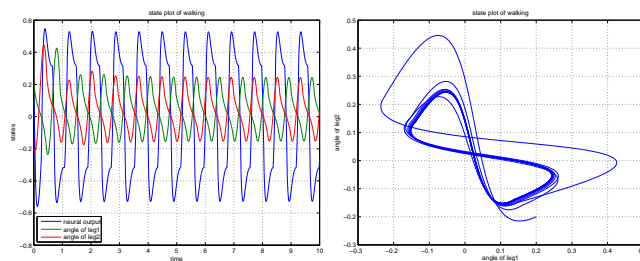 state plot of walking
0.6
0.4
0.2
0
-0.2
-0.4
-0.6
-0.8
states
neural output
angle of leg1
angle of leg2
0 1 2 3 4 5 6 7 8 9 10
time
state plot of walking
0.5
0.4
0.3
0.2
0.1
0
-0.1
-0.2
-0.3
angle of leg2
-0.3 -0.2 -0.1 0 0.1 0.2 0.3 0.4 0.5
angle of leg1